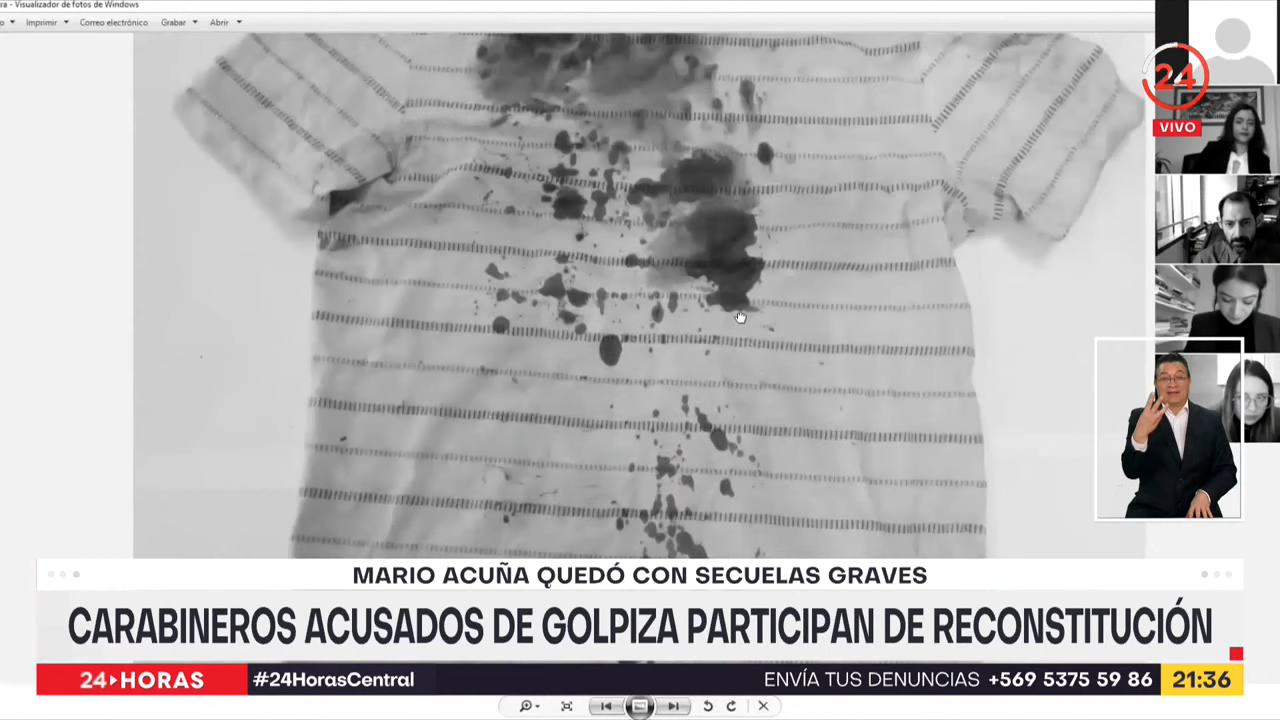 ra - Visualizador de fotos de Windows
o Imprimir Correo electrónico Grabar Abrir
24
VIVO
MARIO ACUÑA QUEDÓ CON SECUELAS GRAVES
CARABINEROS ACUSADOS DE GOLPIZA PARTICIPAN DE RECONSTITUCIÓN
24 HORAS
#24HorasCentral
ENVÍA TUS DENUNCIAS +569 5375 59 86
21:36